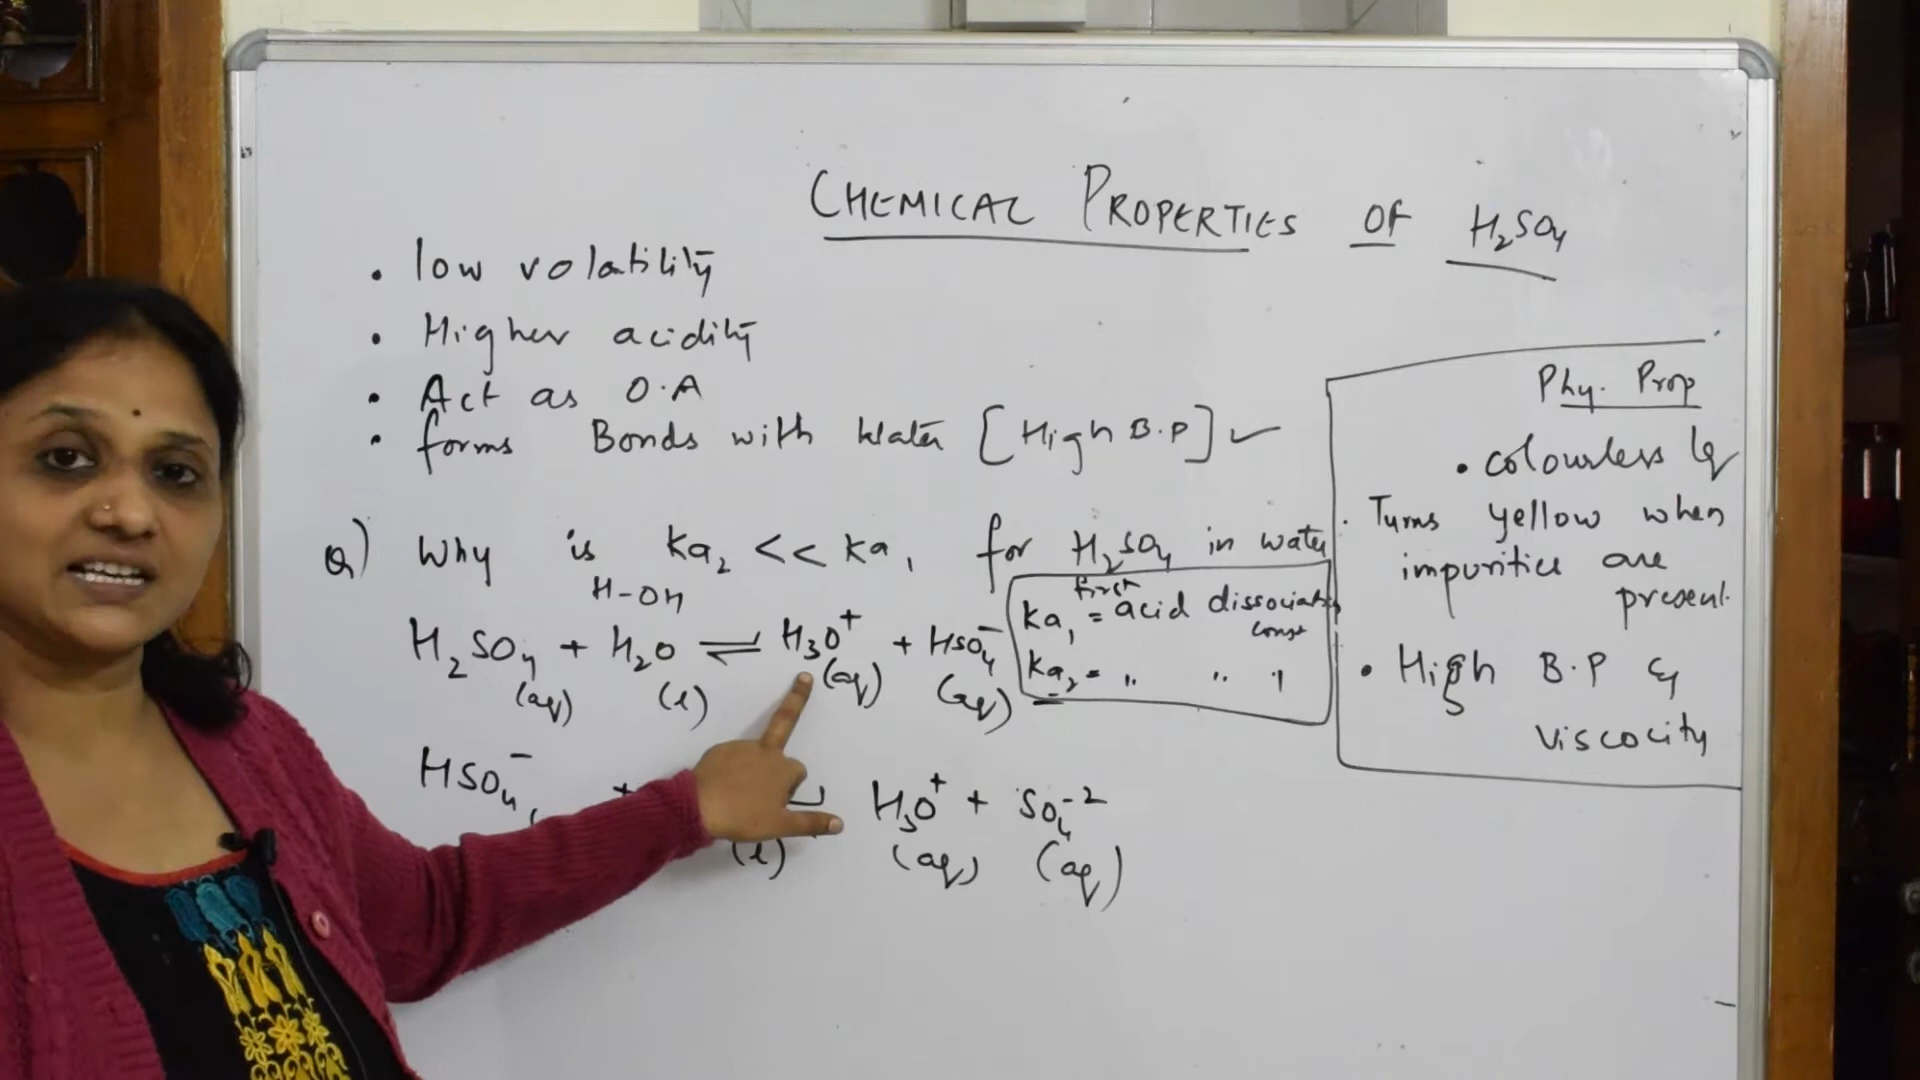 CHEMICAL PROPERTIES OF H₂SO₄
• low volatility
• Higher acidity
• Act as O.A
• forms Bonds with Water [High B.P] ✓
Q) Why is Ka₂ << Ka₁ for H₂SO₄ in water
H-OH
H₂SO₄ + H₂O ⇌ H₃O⁺ + HSO₄⁻
(aq) (l) (aq) (aq)
HSO₄⁻ + ⇌ H₃O⁺ + SO₄⁻²
(l) (aq) (aq)
first
Ka₁ = acid dissociation
const
Ka₂ = " " "
Phy. Prop
• colourless lq
• Turns yellow when
impurities are
present.
• High B.P &
Viscocity